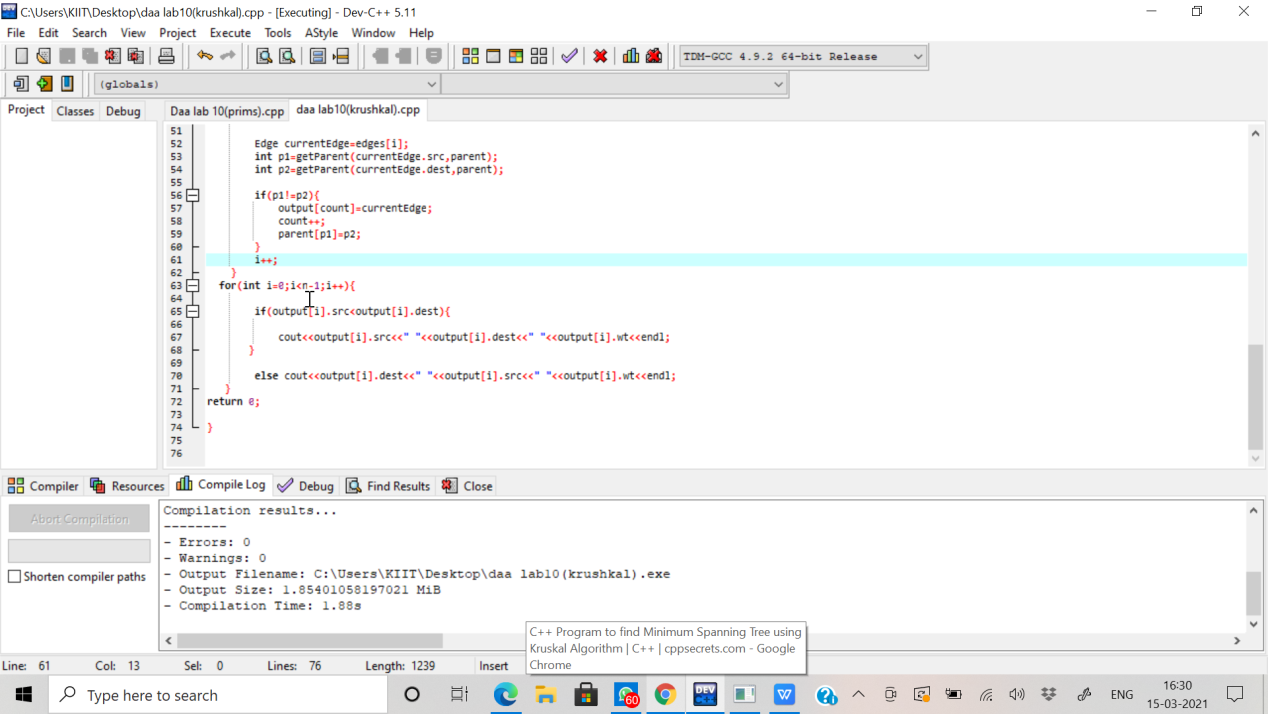 C:\Users\KIIT\Desktop\daa lab10(krushkal).cpp - [Executing] - Dev-C++ 5.11
File Edit Search View Project Execute Tools AStyle Window Help
TDM-GCC 4.9.2 64-bit Release
(globals)
Project Classes Debug Daa lab 10(prims).cpp daa lab10(krushkal).cpp
51
52 Edge currentEdge=edges[i];
53 int p1=getParent(currentEdge.src,parent);
54 int p2=getParent(currentEdge.dest,parent);
55
56 if(p1!=p2){
57 output[count]=currentEdge;
58 count++;
59 parent[p1]=p2;
60 }
61 i++;
62 }
63 for(int i=0;i<n-1;i++){
64
65 if(output[i].src<output[i].dest){
66
67 cout<<output[i].src<<" "<<output[i].dest<<" "<<output[i].wt<<endl;
68 }
69
70 else cout<<output[i].dest<<" "<<output[i].src<<" "<<output[i].wt<<endl;
71 }
72 return 0;
73
74 }
75
76
Compiler Resources Compile Log Debug Find Results Close
Abort Compilation
Shorten compiler paths
Compilation results...
--------
- Errors: 0
- Warnings: 0
- Output Filename: C:\Users\KIIT\Desktop\daa lab10(krushkal).exe
- Output Size: 1.85401058197021 MiB
- Compilation Time: 1.88s
C++ Program to find Minimum Spanning Tree using
Kruskal Algorithm | C++ | cppsecrets.com - Google
Chrome
Line: 61 Col: 13 Sel: 0 Lines: 76 Length: 1239 Insert
Type here to search
60
DEV
ENG
16:30
15-03-2021